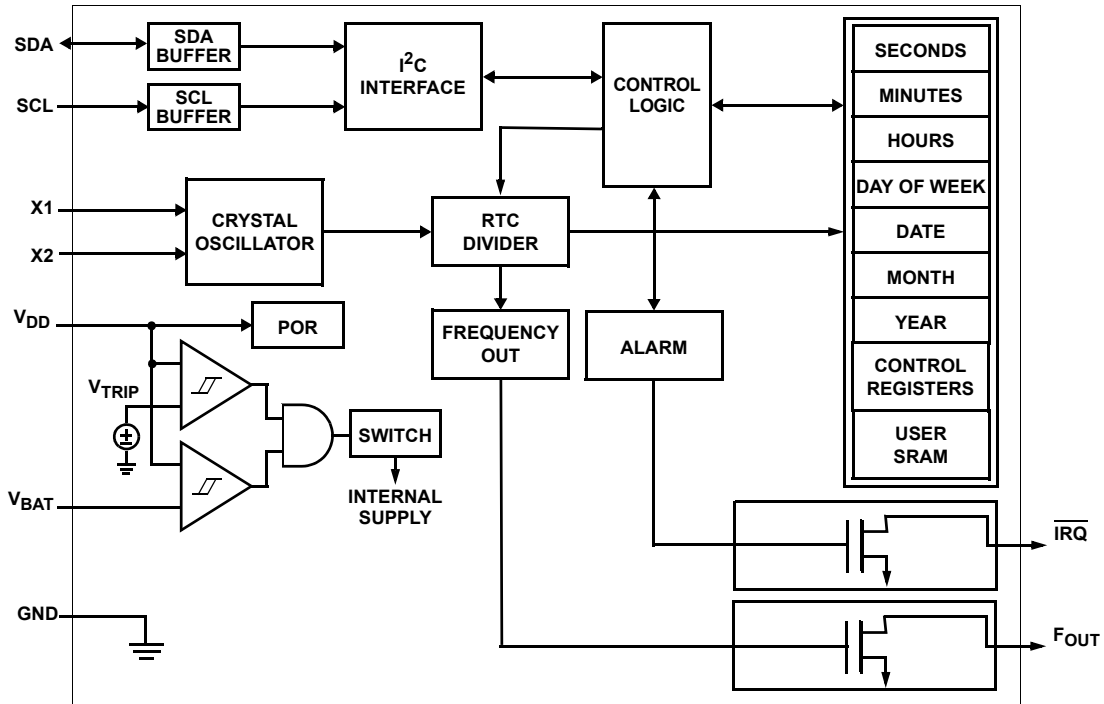 SDA
SDA
BUFFER
SCL
SCL
BUFFER
I²C
INTERFACE
CONTROL
LOGIC
SECONDS
MINUTES
HOURS
DAY OF WEEK
DATE
MONTH
YEAR
CONTROL
REGISTERS
USER
SRAM
X1
X2
CRYSTAL
OSCILLATOR
RTC
DIVIDER
FREQUENCY
OUT
ALARM
VDD
POR
VTRIP
SWITCH
INTERNAL
SUPPLY
VBAT
GND
IRQ
FOUT